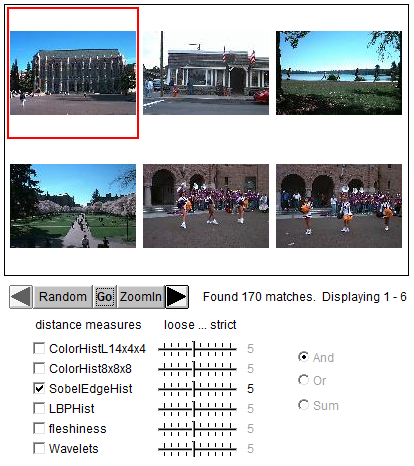 Random Go ZoomIn Found 170 matches. Displaying 1 - 6
distance measures loose ... strict
ColorHistL14x4x4 5 And
ColorHist8x8x8 5 Or
SobelEdgeHist 5
LBPHist 5 Sum
fleshiness 5
Wavelets 5